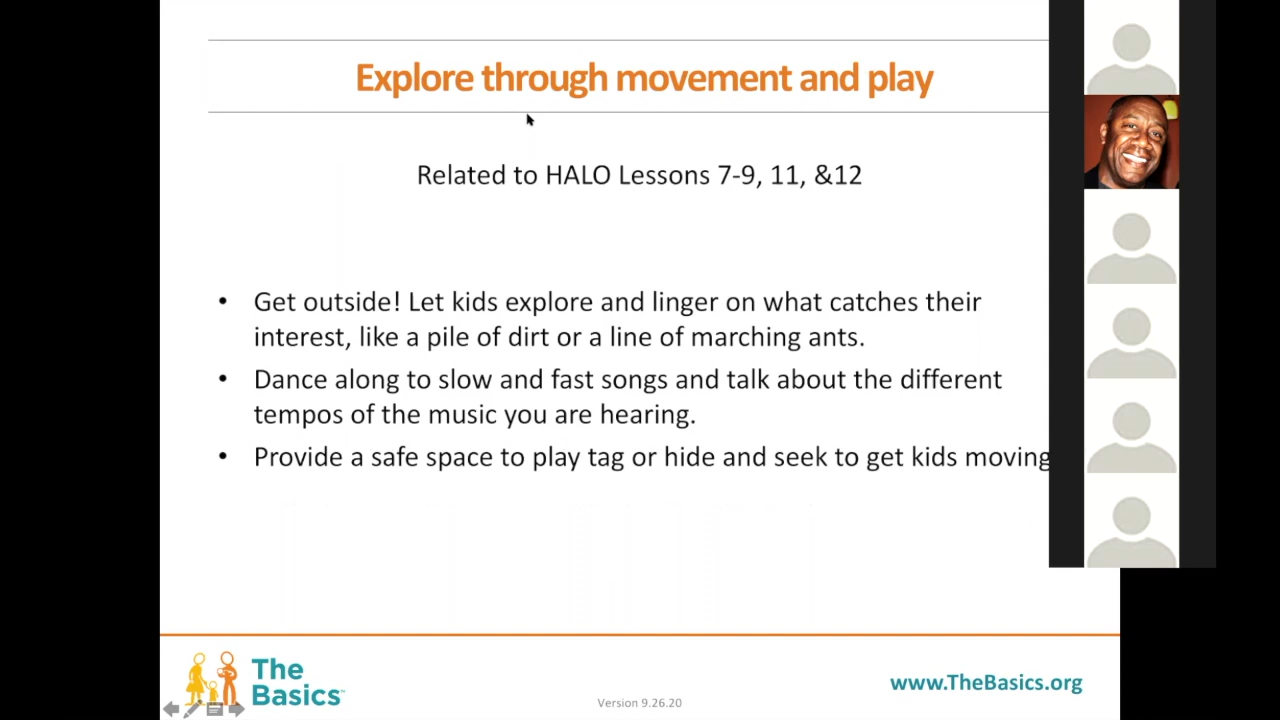 Explore through movement and play
Related to HALO Lessons 7-9, 11, &12
• Get outside! Let kids explore and linger on what catches their
interest, like a pile of dirt or a line of marching ants.
• Dance along to slow and fast songs and talk about the different
tempos of the music you are hearing.
• Provide a safe space to play tag or hide and seek to get kids moving
The
Basics™
Version 9.26.20
www.TheBasics.org